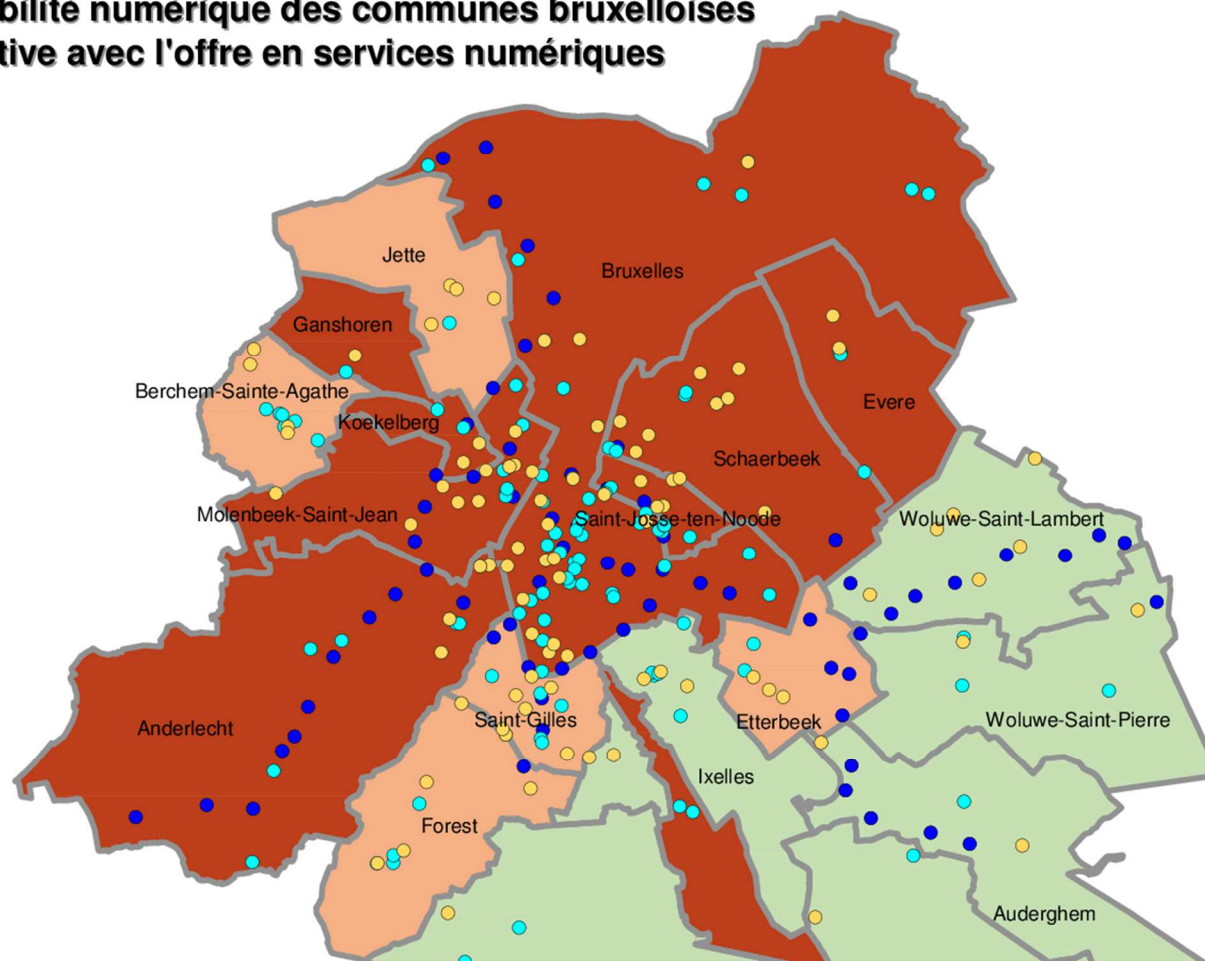 bilité numérique des communes bruxelloises
tive avec l'offre en services numériques
Jette
Bruxelles
Ganshoren
Berchem-Sainte-Agathe
Koekelberg
Evere
Schaerbeek
Molenbeek-Saint-Jean
Saint-Josse-ten-Noode
Woluwe-Saint-Lambert
Anderlecht
Saint-Gilles
Etterbeek
Woluwe-Saint-Pierre
Ixelles
Forest
Auderghem